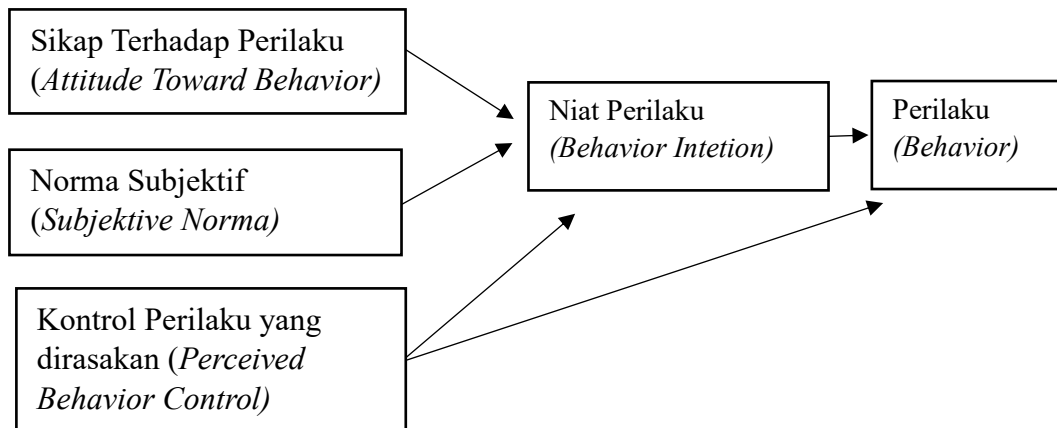 Sikap Terhadap Perilaku
(Attitude Toward Behavior)
Norma Subjektif
(Subjektive Norma)
Kontrol Perilaku yang
dirasakan (Perceived
Behavior Control)
Niat Perilaku
(Behavior Intetion)
Perilaku
(Behavior)